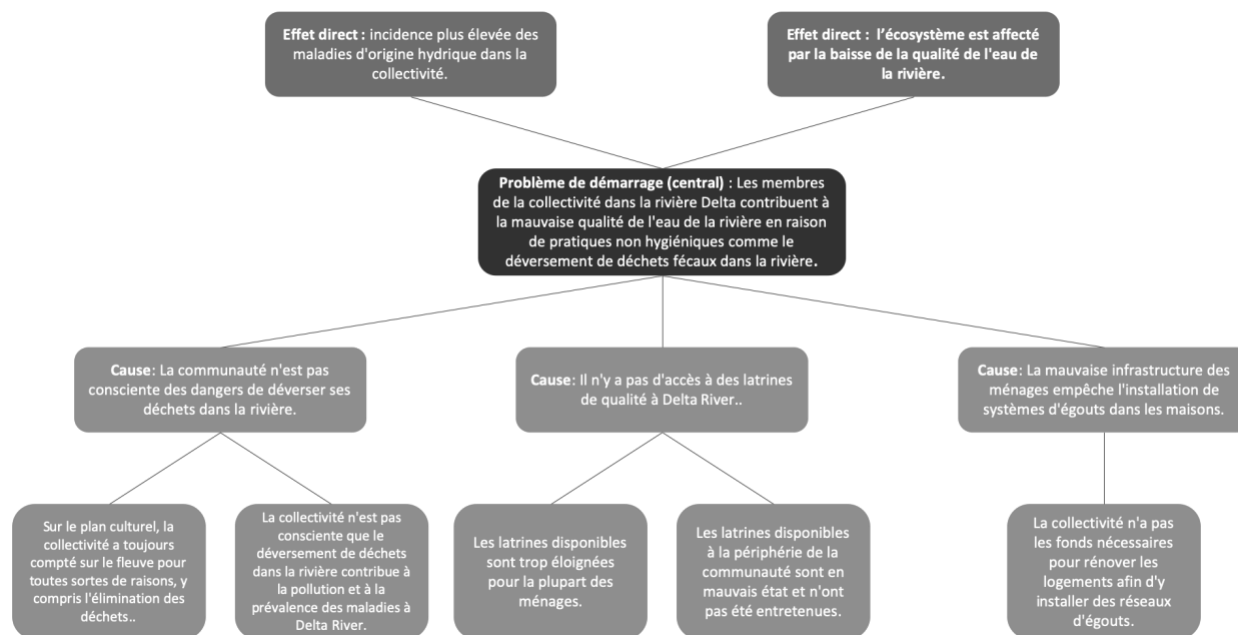 Effet direct : incidence plus élevée des
maladies d'origine hydrique dans la
collectivité.
Effet direct :  l’écosystème est affecté
par la baisse de la qualité de l'eau de
la rivière.
Problème de démarrage (central) : Les membres
de la collectivité dans la rivière Delta contribuent à
la mauvaise qualité de l'eau de la rivière en raison
de pratiques non hygiéniques comme le
déversement de déchets fécaux dans la rivière.
Cause: La communauté n'est pas
consciente des dangers de déverser ses
déchets dans la rivière.
Cause: Il n'y a pas d'accès à des latrines
de qualité à Delta River..
Cause: La mauvaise infrastructure des
ménages empêche l'installation de
systèmes d'égouts dans les maisons.
Sur le plan culturel, la
collectivité a toujours
compté sur le fleuve pour
toutes sortes de raisons, y
compris l'élimination des
déchets..
La collectivité n'est pas
consciente que le
déversement de déchets
dans la rivière contribue à
la pollution et à la
prévalence des maladies à
Delta River.
Les latrines disponibles
sont trop éloignées
pour la plupart des
ménages.
Les latrines disponibles
à la périphérie de la
communauté sont en
mauvais état et n'ont
pas été entretenues.
La collectivité n'a pas
les fonds nécessaires
pour rénover les
logements afin d'y
installer des réseaux
d'égouts.